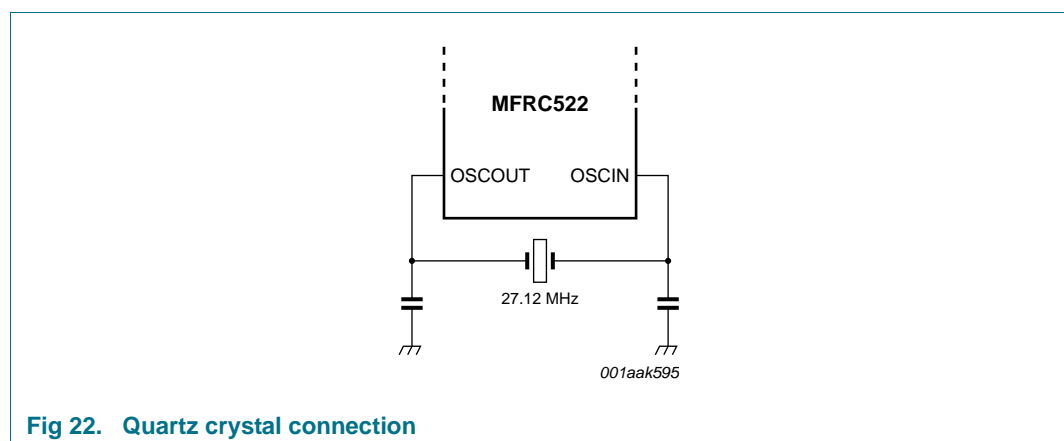 MFRC522
OSCOUT OSCIN
27.12 MHz
001aak595
Fig 22. Quartz crystal connection